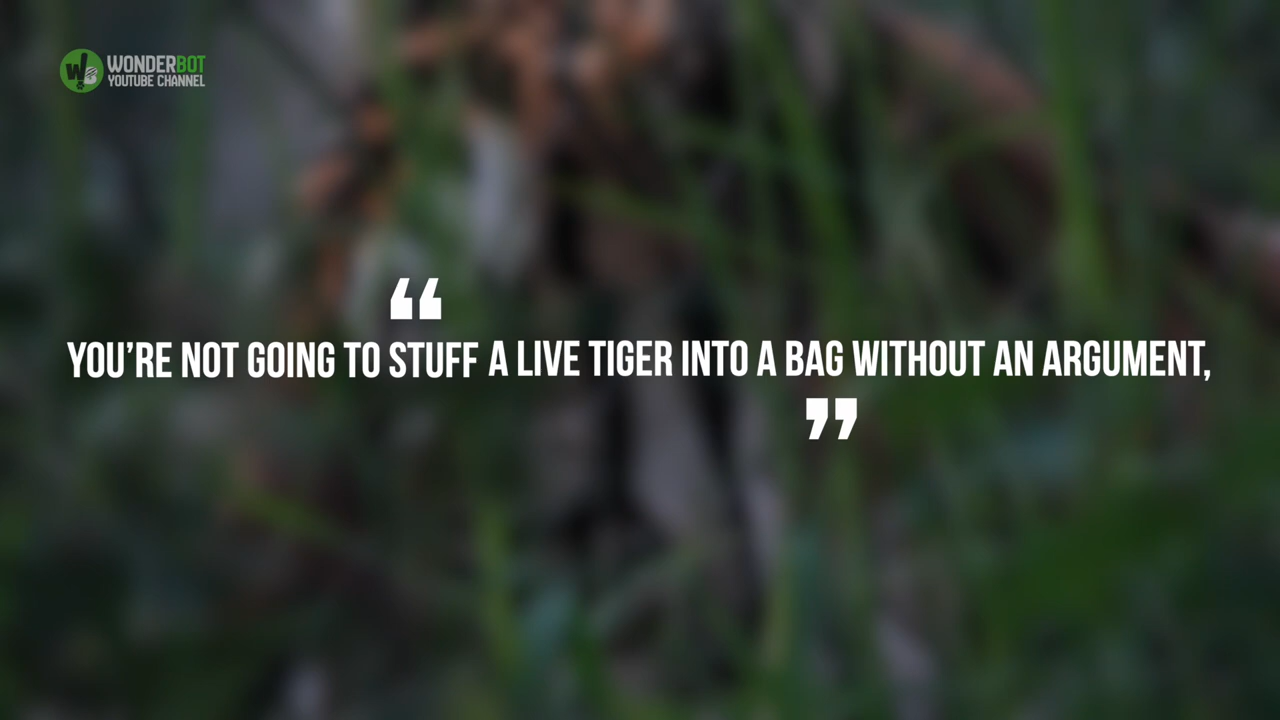 WONDERBOT
YOUTUBE CHANNEL
“
YOU’RE NOT GOING TO STUFF A LIVE TIGER INTO A BAG WITHOUT AN ARGUMENT,
”